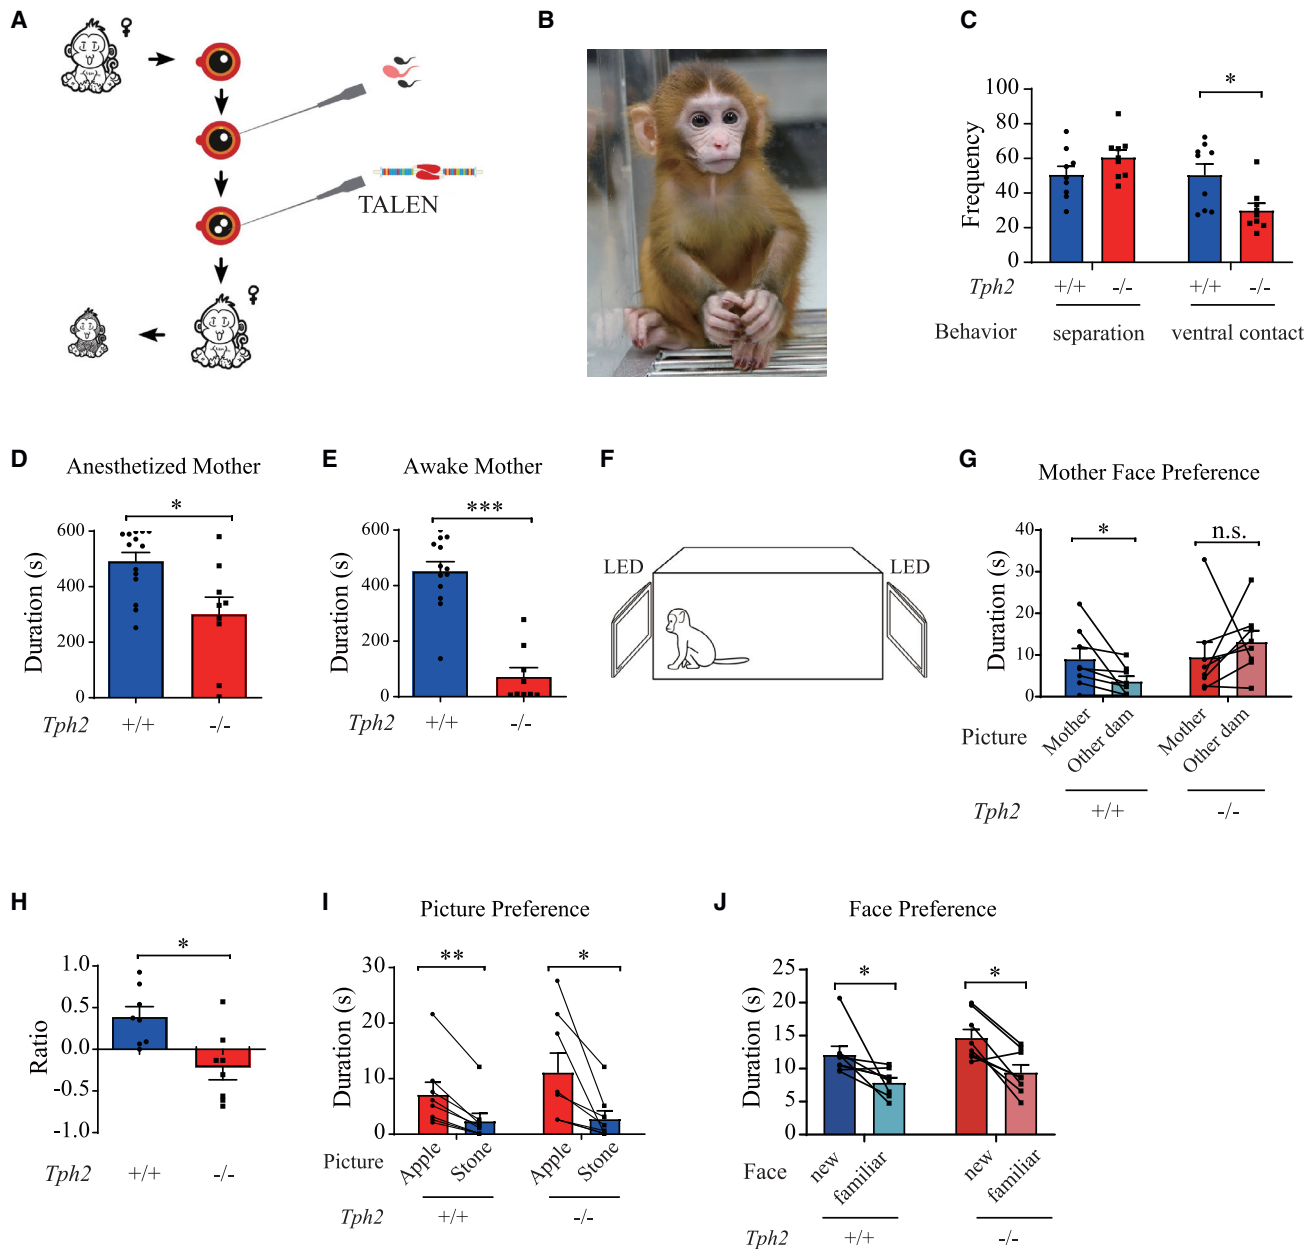 A
♀
TALEN
♀
B
C
*
100
80
60
40
20
0
Frequency
Tph2
+/+
-/-
+/+
-/-
Behavior
separation
ventral contact
D
Anesthetized Mother
*
600
400
200
0
Duration (s)
Tph2
+/+
-/-
E
Awake Mother
***
600
400
200
0
Duration (s)
+/+
-/-
F
LED
LED
G
Mother Face Preference
*
n.s.
40
30
20
10
0
Duration (s)
Picture
Mother
Other dam
Mother
Other dam
Tph2
+/+
-/-
H
*
1.0
0.5
0.0
-0.5
-1.0
Ratio
Tph2
+/+
-/-
I
Picture Preference
**
*
30
20
10
0
Duration (s)
Picture
Apple
Stone
Apple
Stone
Tph2
+/+
-/-
J
Face Preference
*
*
25
20
15
10
5
0
Duration (s)
Face
new
familiar
new
familiar
Tph2
+/+
-/-